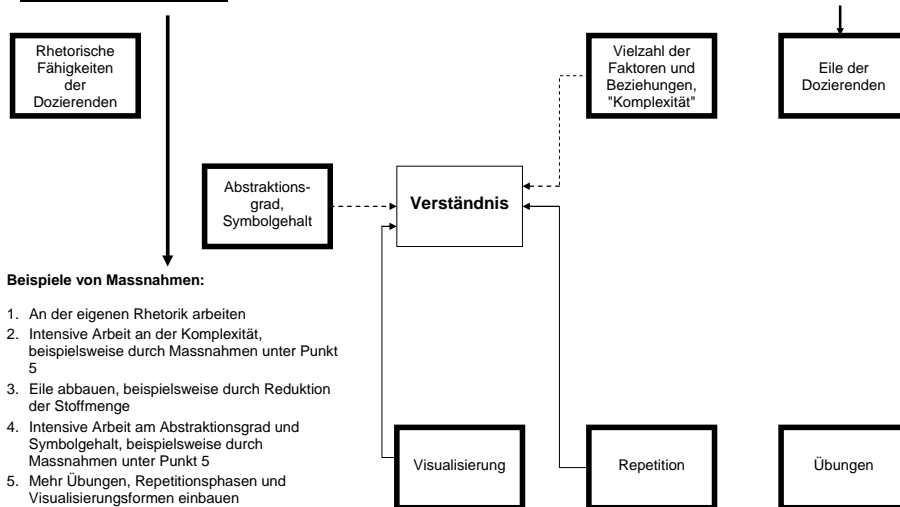 Rhetorische
Fähigkeiten
der
Dozierenden
Vielzahl der
Faktoren und
Beziehungen,
"Komplexität"
Eile der
Dozierenden
Abstraktions-
grad,
Symbolgehalt
Verständnis
Beispiele von Massnahmen:
1. An der eigenen Rhetorik arbeiten
2. Intensive Arbeit an der Komplexität,
beispielsweise durch Massnahmen unter Punkt
5
3. Eile abbauen, beispielsweise durch Reduktion
der Stoffmenge
4. Intensive Arbeit am Abstraktionsgrad und
Symbolgehalt, beispielsweise durch
Massnahmen unter Punkt 5
5. Mehr Übungen, Repetitionsphasen und
Visualisierungsformen einbauen
Visualisierung
Repetition
Übungen